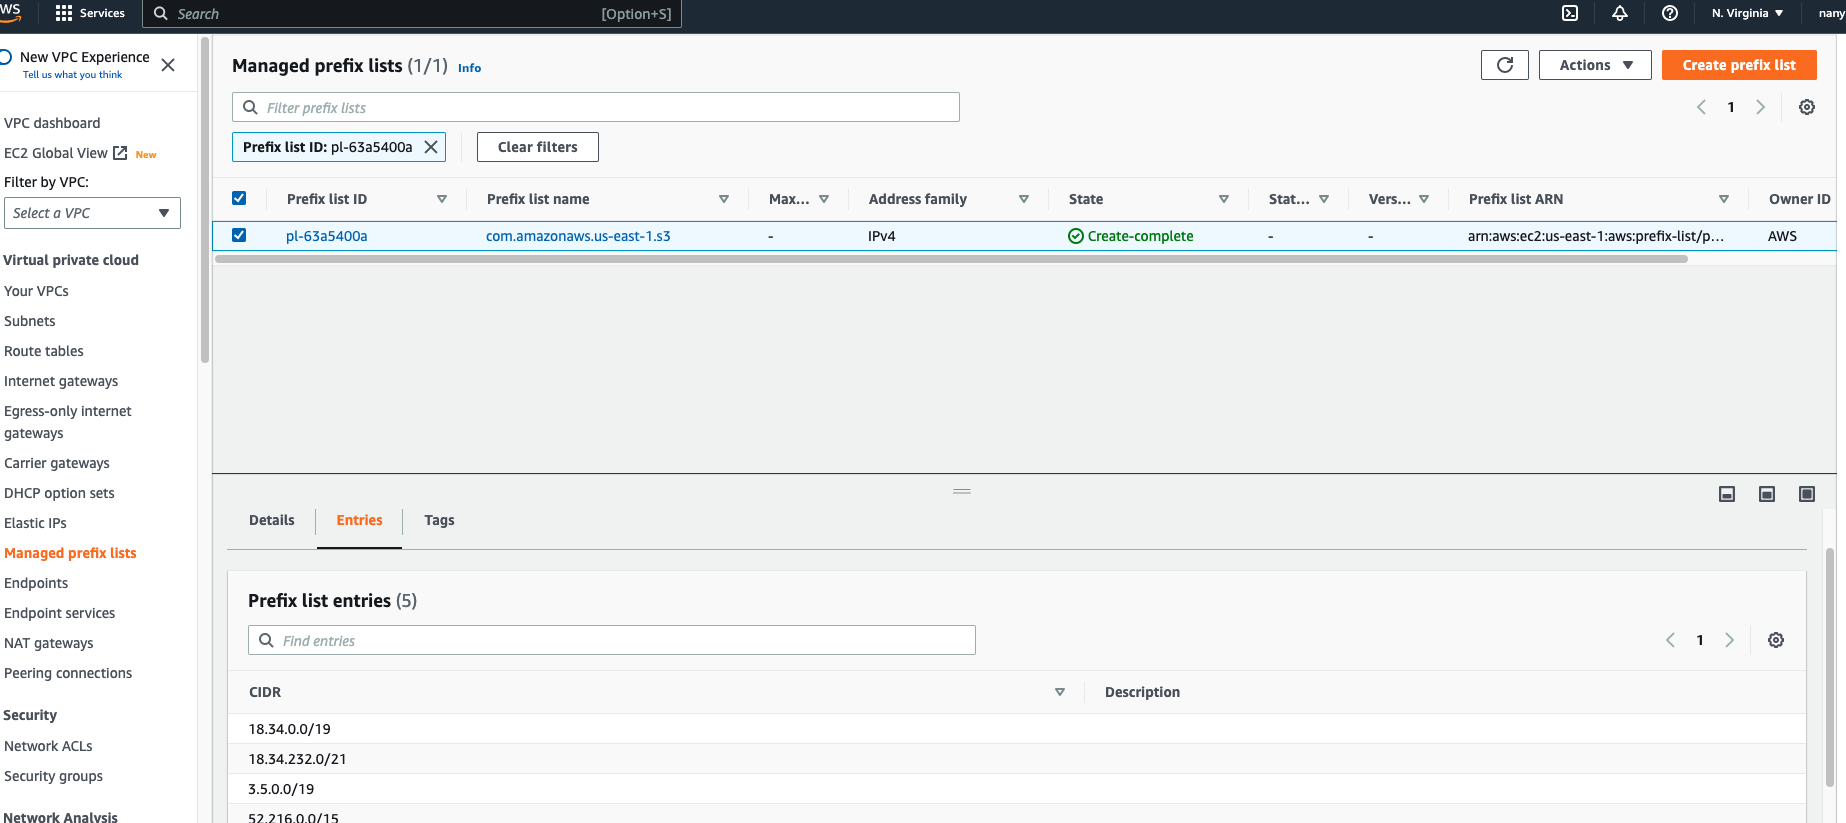 aws
Services
Search
[Option+S]
N. Virginia
nany
New VPC Experience
Tell us what you think
VPC dashboard
EC2 Global View
New
Filter by VPC:
Select a VPC
Virtual private cloud
Your VPCs
Subnets
Route tables
Internet gateways
Egress-only internet
gateways
Carrier gateways
DHCP option sets
Elastic IPs
Managed prefix lists
Endpoints
Endpoint services
NAT gateways
Peering connections
Security
Network ACLs
Security groups
Network Analysis
Managed prefix lists (1/1) Info
Actions
Create prefix list
Filter prefix lists
1
Prefix list ID: pl-63a5400a
Clear filters
Prefix list ID Prefix list name Max... Address family State Stat... Vers... Prefix list ARN Owner ID
pl-63a5400a com.amazonaws.us-east-1.s3 - IPv4 Create-complete - - arn:aws:ec2:us-east-1:aws:prefix-list/p... AWS
Details Entries Tags
Prefix list entries (5)
Find entries
1
CIDR Description
18.34.0.0/19
18.34.232.0/21
3.5.0.0/19
52.216.0.0/15